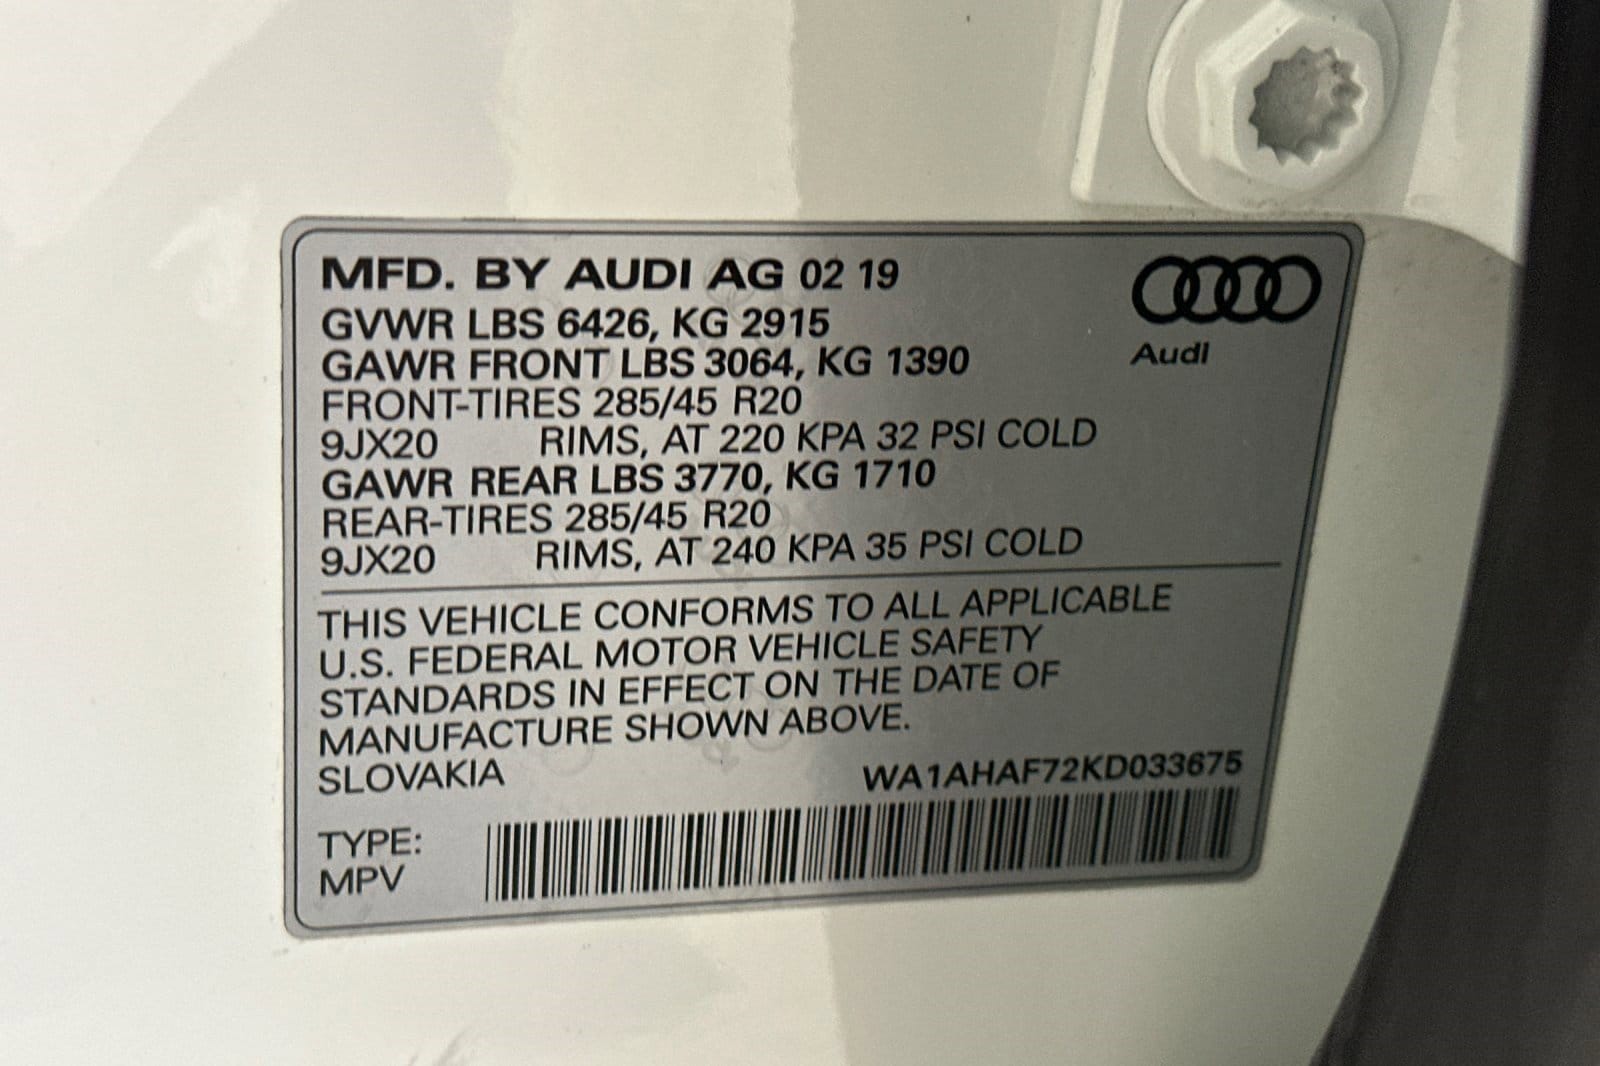 MFD. BY AUDI AG 02 19
GVWR LBS 6426, KG 2915
GAWR FRONT LBS 3064, KG 1390
FRONT-TIRES 285/45 R20
9JX20 RIMS, AT 220 KPA 32 PSI COLD
GAWR REAR LBS 3770, KG 1710
REAR-TIRES 285/45 R20
9JX20 RIMS, AT 240 KPA 35 PSI COLD
Audi
THIS VEHICLE CONFORMS TO ALL APPLICABLE
U.S. FEDERAL MOTOR VEHICLE SAFETY
STANDARDS IN EFFECT ON THE DATE OF
MANUFACTURE SHOWN ABOVE.
SLOVAKIA WA1AHAF72KD033675
TYPE:
MPV